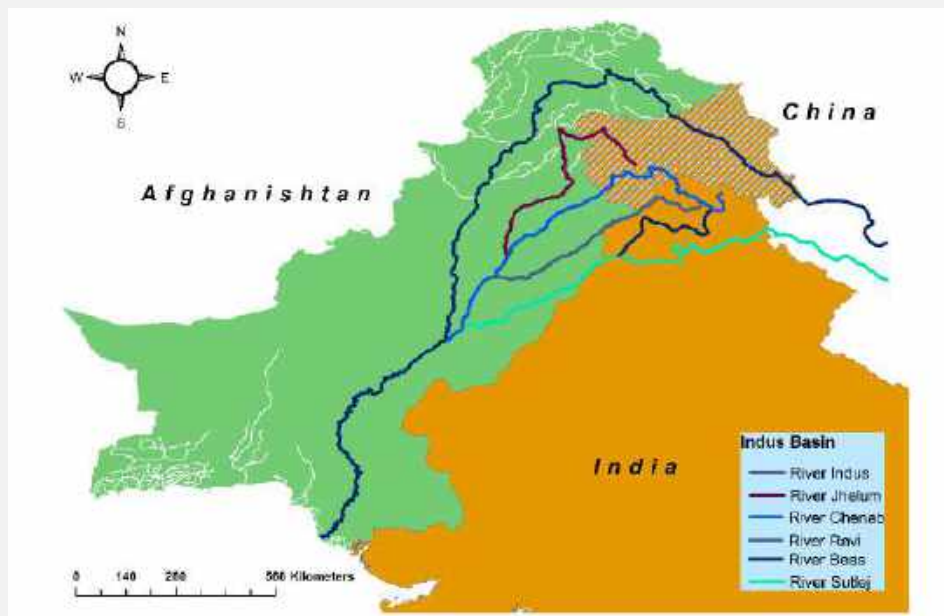 N
W E
S
China
Afghanishtan
India
Indus Basin
River Indus
River Jhelum
River Chenab
River Ravi
River Beas
River Sutlej
0 140 280 560 Kilometers